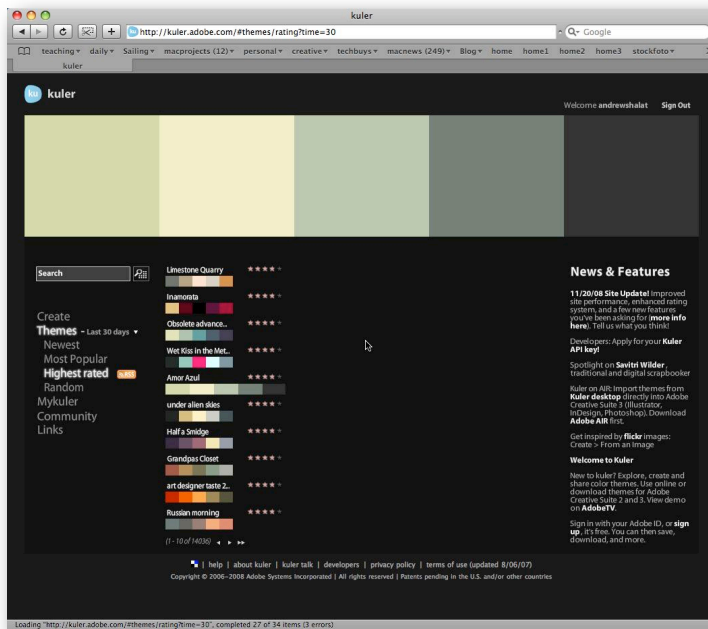 kuler
http://kuler.adobe.com/#themes/rating?time=30
Google
teaching daily Sailing macprojects (12) personal creative techbuys macnews (249) Blog home home1 home2 home3 stockfoto
kuler
ku kuler
Welcome andrewshalat Sign Out
Search
Create
Themes - Last 30 days
Newest
Most Popular
Highest rated RSS
Random
Mykuler
Community
Links
Limestone Quarry
Inamorata
Obsolete advance..
Wet Kiss in the Met..
Amor Azul
under alien skies
Half a Smidge
Grandpas Closet
art designer taste 2..
Russian morning
(1 - 10 of 14036)
News & Features
11/20/08 Site Update! Improved
site performance, enhanced rating
system, and a few new features
you've been asking for (more info
here). Tell us what you think!
Developers: Apply for your Kuler
API key!
Spotlight on Savitri Wilder,
traditional and digital scrapbooker
Kuler on AIR: Import themes from
Kuler desktop directly into Adobe
Creative Suite 3 (Illustrator,
InDesign, Photoshop). Download
Adobe AIR first.
Get inspired by flickr images:
Create > From an Image
Welcome to Kuler
New to kuler? Explore, create and
share color themes. Use online or
download themes for Adobe
Creative Suite 2 and 3. View demo
on AdobeTV.
Sign in with your Adobe ID, or sign
up, it's free. You can then save,
download, and more.
| help | about kuler | kuler talk | developers | privacy policy | terms of use (updated 8/06/07)
Copyright © 2006-2008 Adobe Systems Incorporated | All rights reserved | Patents pending in the U.S. and/or other countries
Loading "http://kuler.adobe.com/#themes/rating?time=30", completed 27 of 34 items (3 errors)